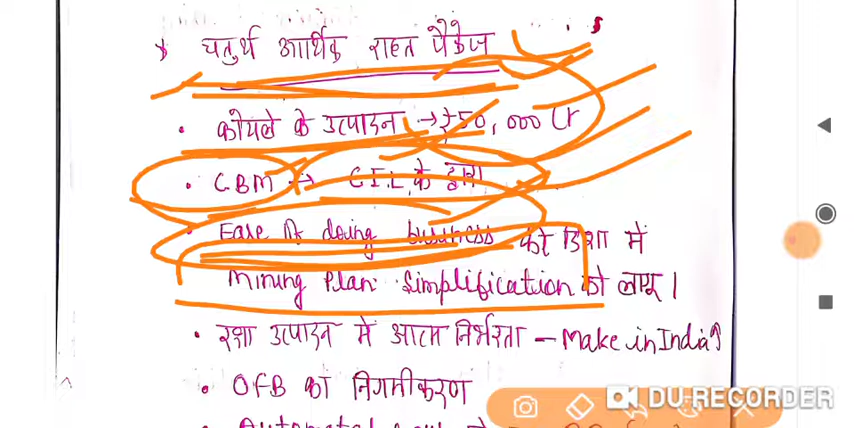 चतुर्थ आर्थिक राहत पैकेज
• कोयले के उत्पादन → ₹50,000 Cr
• CBM → C.I.L. के द्वारा
• Ease of doing business की दिशा में
Mining Plan Simplification को लागू।
• रक्षा उत्पादन में आत्म निर्भरता – Make in India
• OFB का निगमीकरण
DU RECORDER